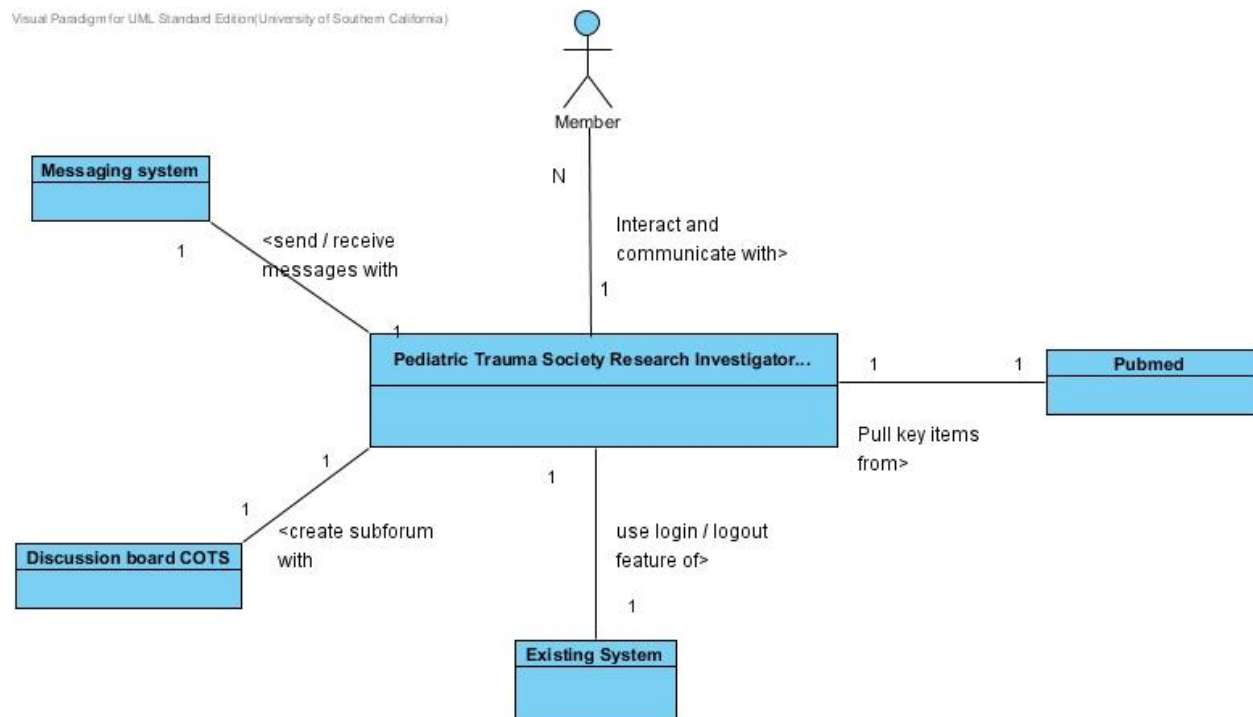 Visual Paradigm for UML Standard Edition(University of Southern California)
Member
N
Interact and
communicate with>
1
Messaging system
1
<send / receive
messages with
1
Pediatric Trauma Society Research Investigator...
1
1
Pubmed
Pull key items
from>
1
1
<create subforum
with
Discussion board COTS
1
use login / logout
feature of>
1
Existing System